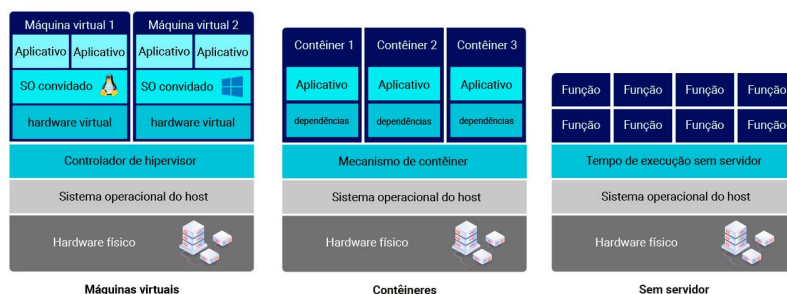 Máquina virtual 1
Máquina virtual 2
Aplicativo
Aplicativo
Aplicativo
Aplicativo
SO convidado
SO convidado
hardware virtual
hardware virtual
Controlador de hipervisor
Sistema operacional do host
Hardware físico
Máquinas virtuais
Contêiner 1
Contêiner 2
Contêiner 3
Aplicativo
Aplicativo
Aplicativo
dependências
dependências
dependências
Mecanismo de contêiner
Sistema operacional do host
Hardware físico
Contêineres
Função
Função
Função
Função
Função
Função
Função
Função
Tempo de execução sem servidor
Sistema operacional do host
Hardware físico
Sem servidor